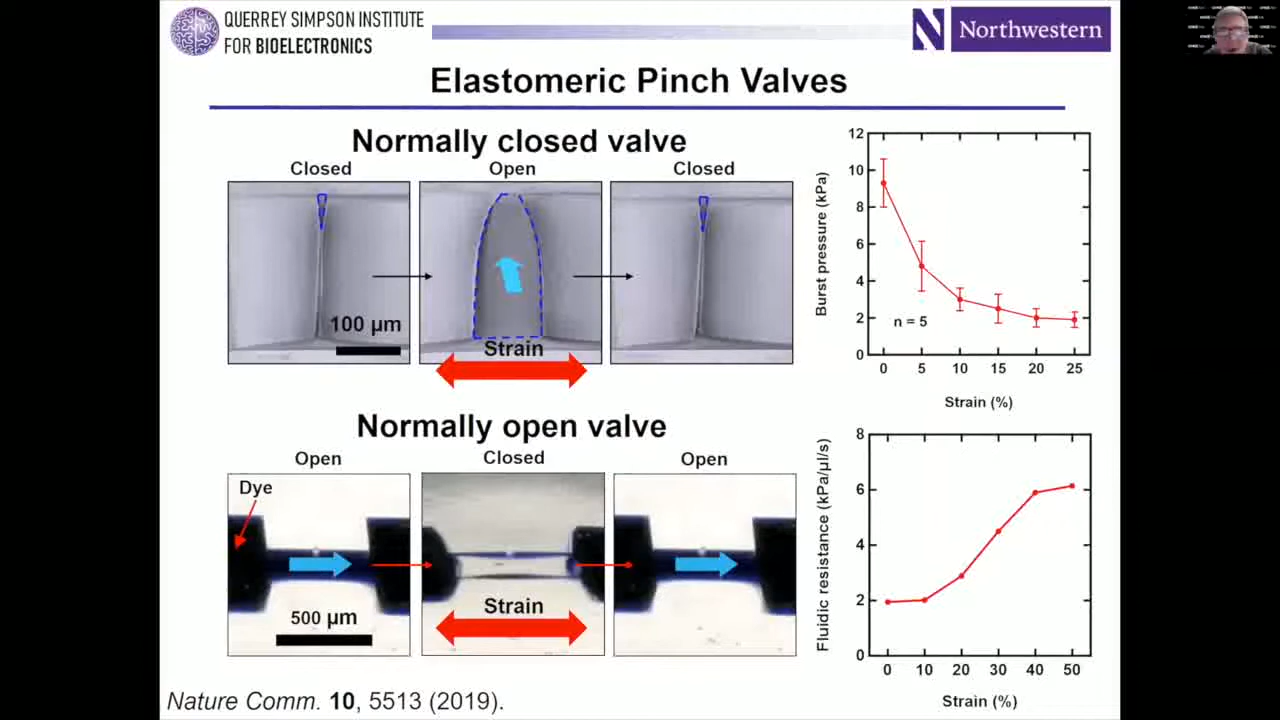 QUERREY SIMPSON INSTITUTE
FOR BIOELECTRONICS
N Northwestern
Elastomeric Pinch Valves
Normally closed valve
Closed
Open
Closed
100 µm
Strain
12
10
8
6
4
2
0
Burst pressure (kPa)
n = 5
0 5 10 15 20 25
Strain (%)
Normally open valve
Open
Closed
Open
Dye
500 µm
Strain
8
6
4
2
0
Fluidic resistance (kPa/µl/s)
0 10 20 30 40 50
Strain (%)
Nature Comm. 10, 5513 (2019).